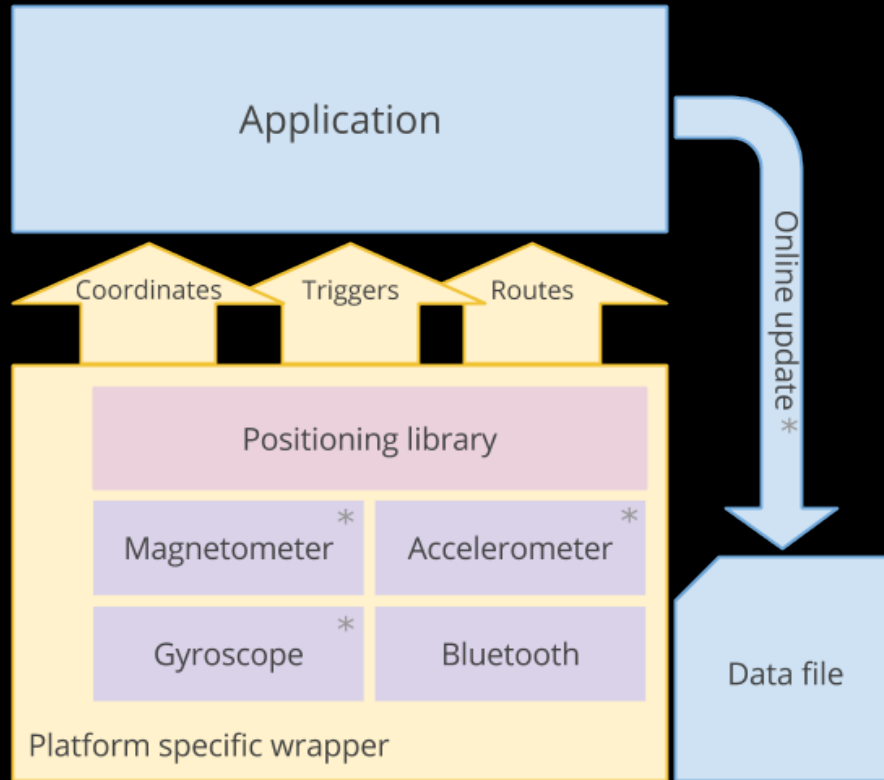 Application
Online update *
Coordinates
Triggers
Routes
Positioning library
Magnetometer *
Accelerometer *
Gyroscope *
Bluetooth
Platform specific wrapper
Data file